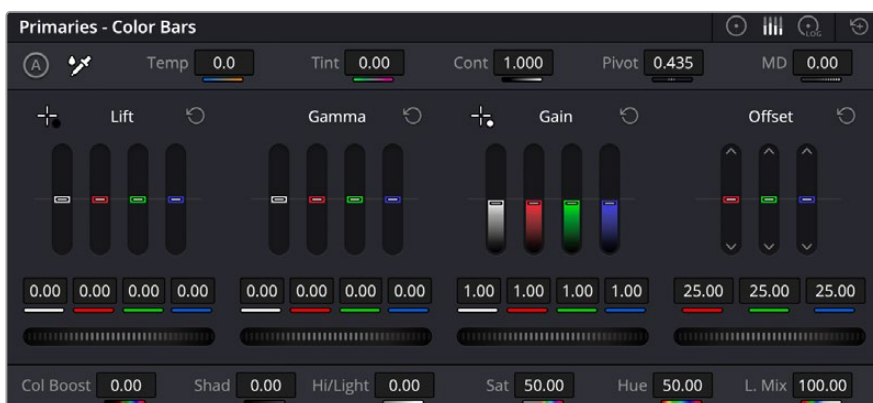 Primaries - Color Bars
LOG
A Temp 0.0 Tint 0.00 Cont 1.000 Pivot 0.435 MD 0.00
Lift Gamma Gain Offset
0.00 0.00 0.00 0.00 0.00 0.00 0.00 0.00 1.00 1.00 1.00 1.00 25.00 25.00 25.00
Col Boost 0.00 Shad 0.00 Hi/Light 0.00 Sat 50.00 Hue 50.00 L. Mix 100.00